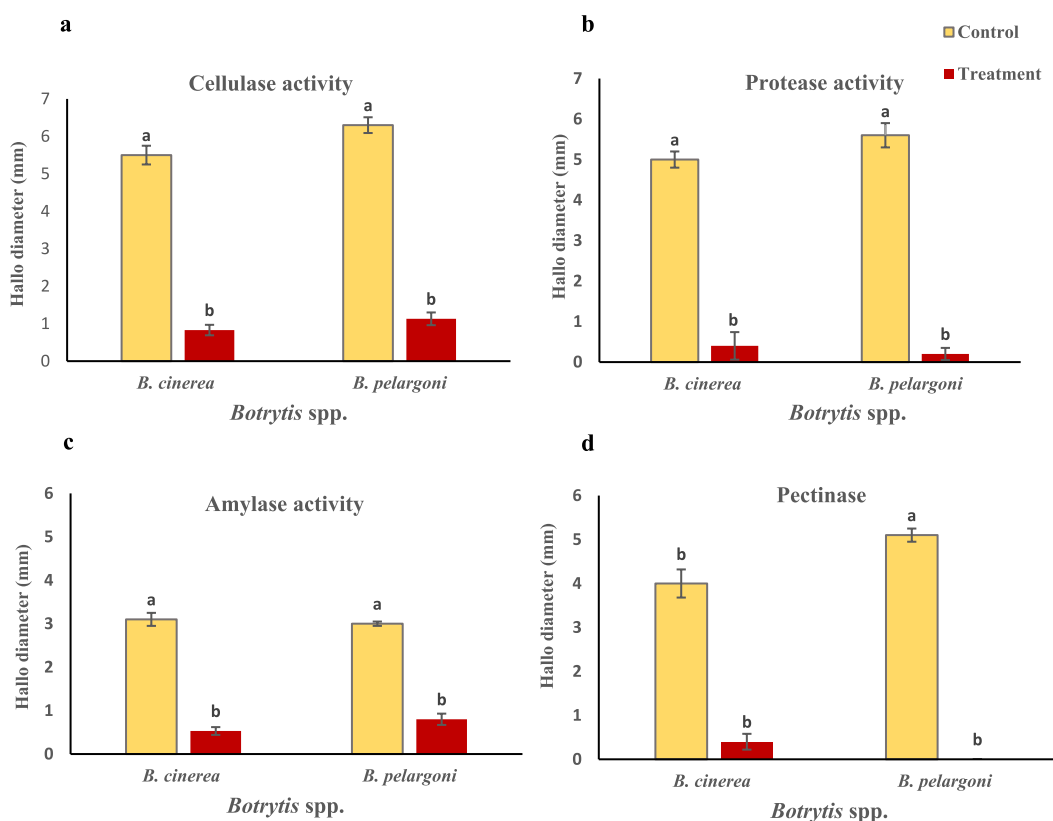 a
b
Control
Treatment
Cellulase activity
7
6
5
4
3
2
1
0
Hallo diameter (mm)
a
b
a
b
B. cinerea
B. pelargoni
Botrytis spp.
Protease activity
7
6
5
4
3
2
1
0
Hallo diameter (mm)
a
b
a
b
B. cinerea
B. pelargoni
Botrytis spp.
c
d
Amylase activity
6
5
4
3
2
1
0
Hallo diameter (mm)
a
b
a
b
B. cinerea
B. pelargoni
Botrytis spp.
Pectinase
6
5
4
3
2
1
0
Hallo diameter (mm)
b
b
a
b
B. cinerea
B. pelargoni
Botrytis spp.